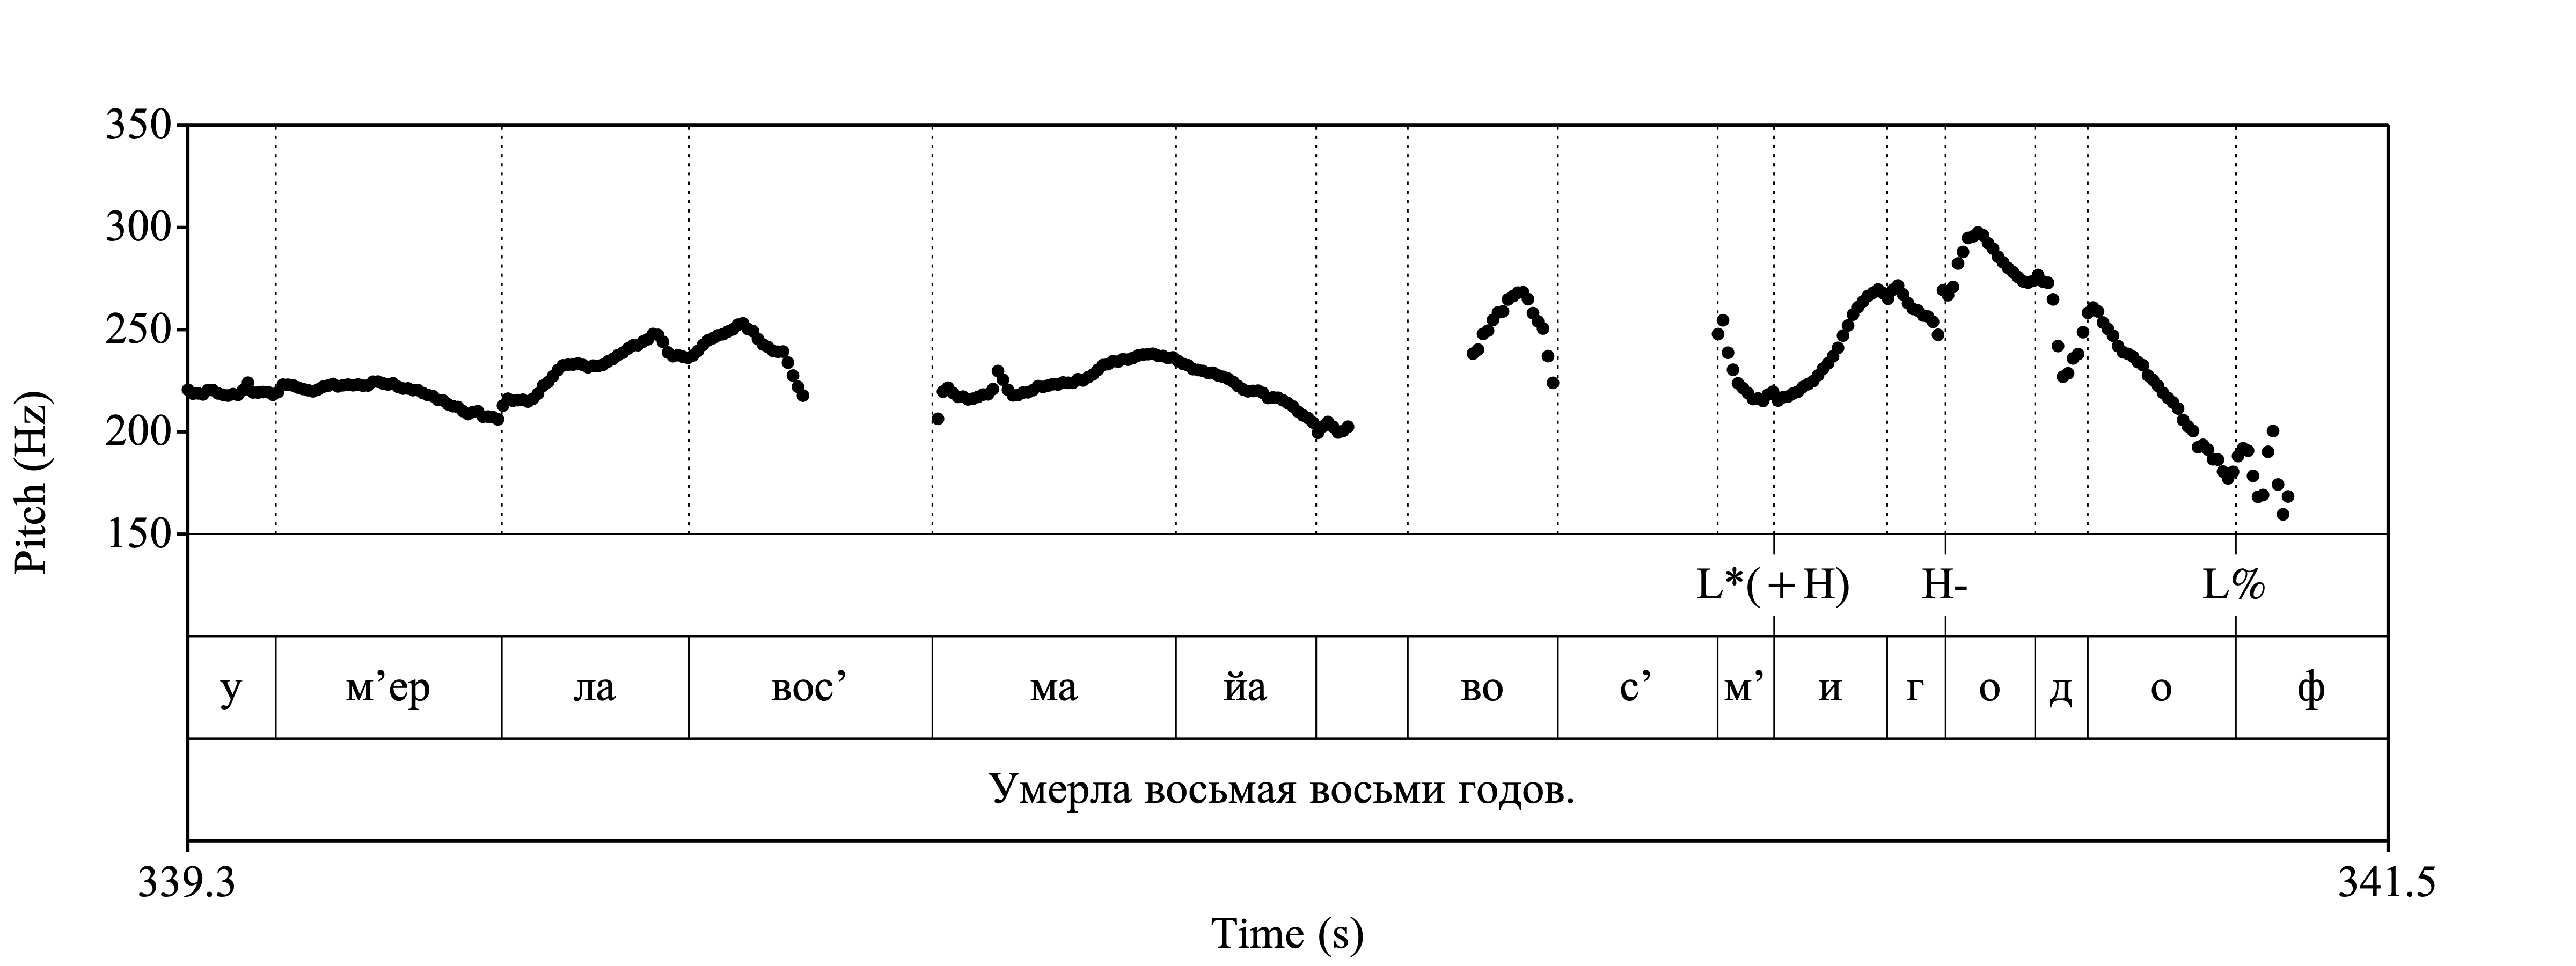 350
300
250
200
150
Pitch (Hz)
L*(+H) H- L%
у м’ер ла вос’ ма йа во с’ м’ и г о д о ф
Умерла восьмая восьми годов.
339.3 341.5
Time (s)